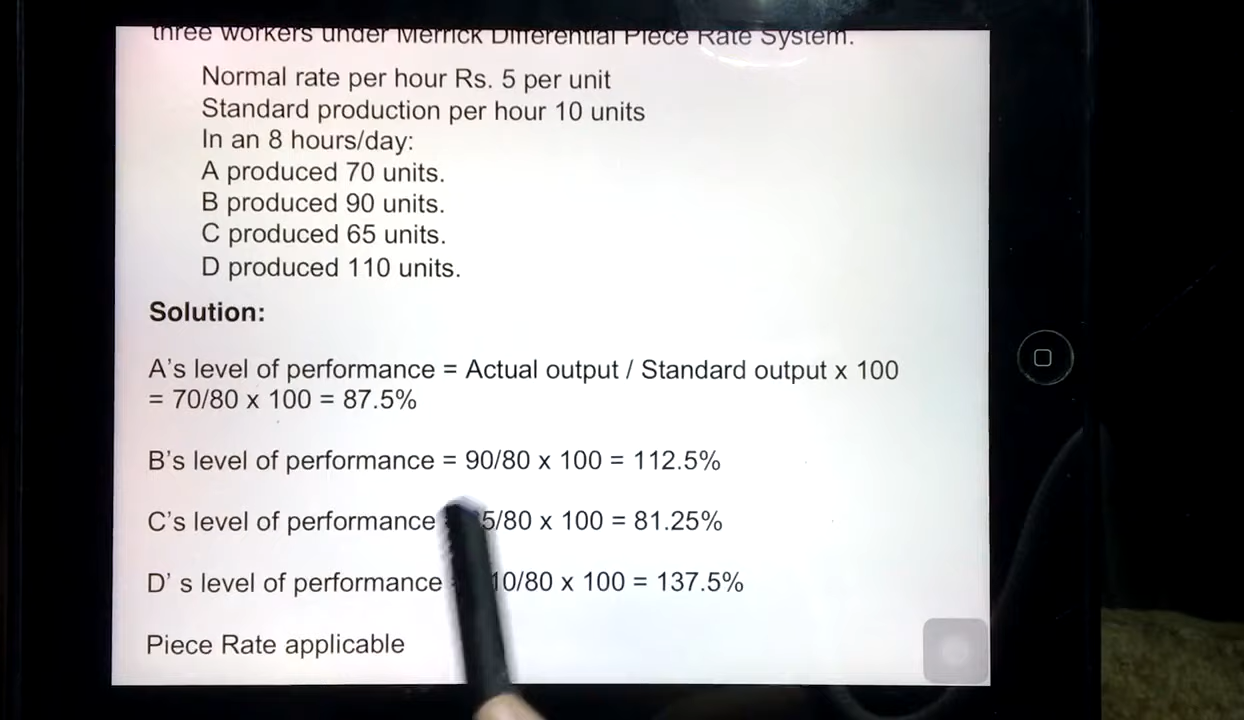 three workers under Merrick Differential Piece Rate System.
Normal rate per hour Rs. 5 per unit
Standard production per hour 10 units
In an 8 hours/day:
A produced 70 units.
B produced 90 units.
C produced 65 units.
D produced 110 units.
Solution:
A's level of performance = Actual output / Standard output x 100
= 70/80 x 100 = 87.5%
B's level of performance = 90/80 x 100 = 112.5%
C's level of performance 5/80 x 100 = 81.25%
D' s level of performance 10/80 x 100 = 137.5%
Piece Rate applicable